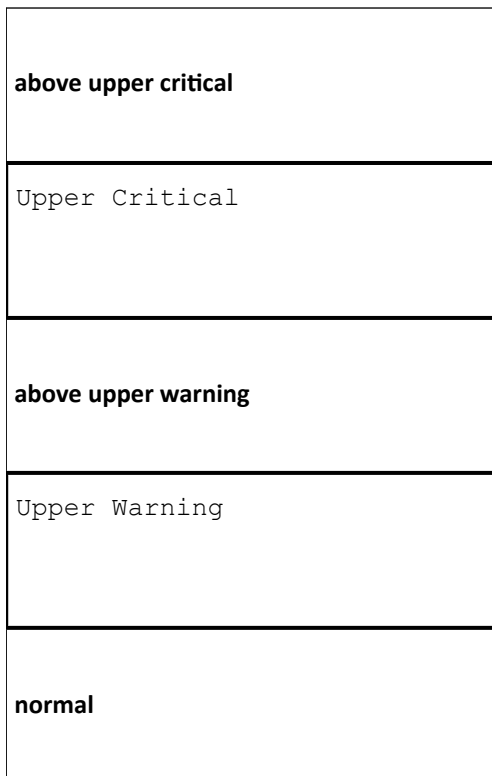 above upper critical
Upper Critical
above upper warning
Upper Warning
normal